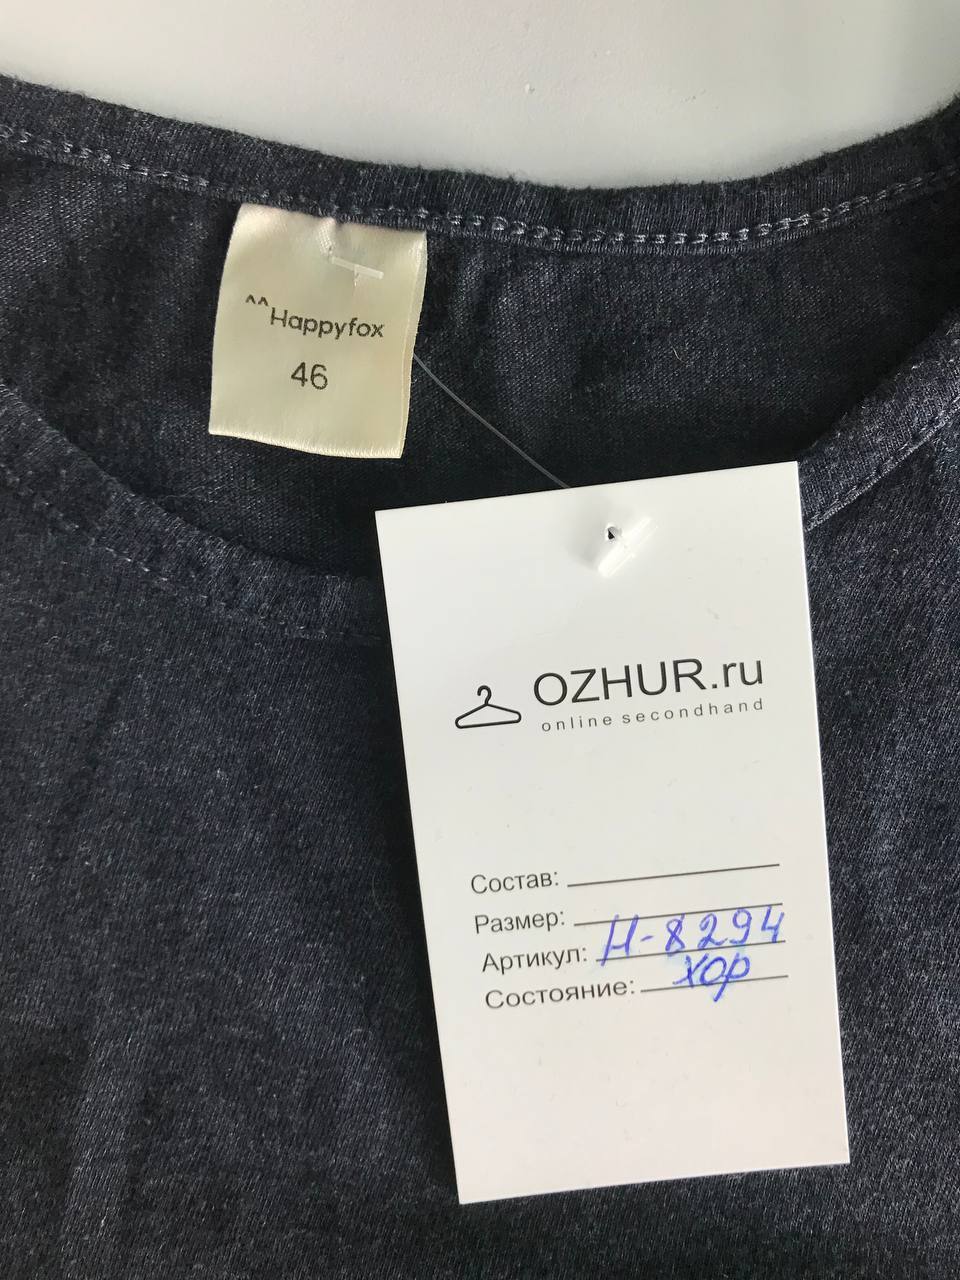 ^^Happyfox
46
OZHUR.ru
online secondhand
Состав:
Размер:
Артикул: Н-8294
Состояние: хор